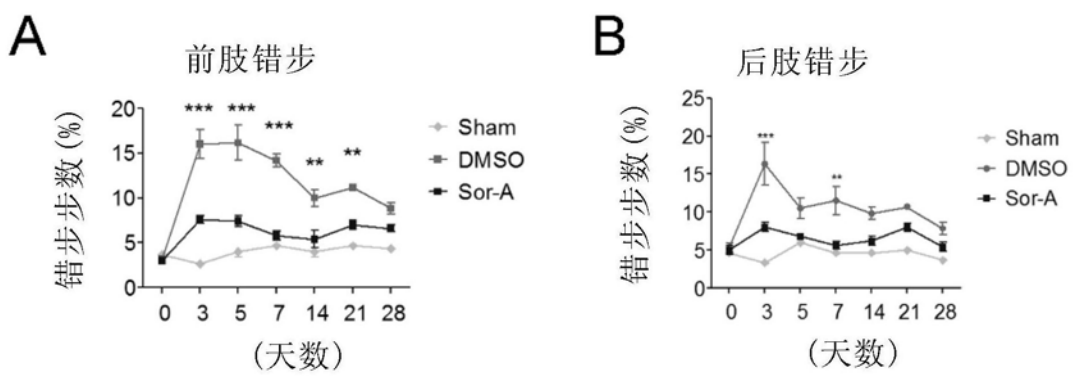 A
前肢错步
错步步数(%)
20
15
10
5
0
*** *** *** ** **
0 3 5 7 14 21 28
(天数)
Sham
DMSO
Sor-A
B
后肢错步
错步步数(%)
25
20
15
10
5
0
*** **
0 3 5 7 14 21 28
(天数)
Sham
DMSO
Sor-A